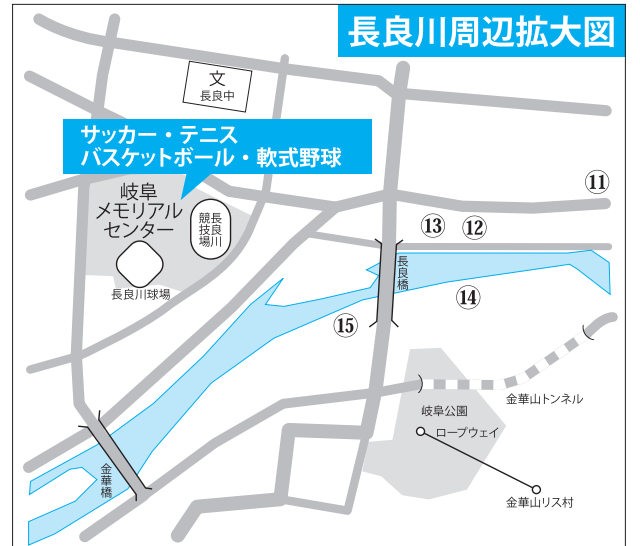 長良川周辺拡大図
文
長良中
サッカー・テニス
バスケットボール・軟式野球
岐阜
メモリアル
センター
長良川
競技場
長良川球場
⑪
⑬
⑫
長良橋
⑭
⑮
金華山トンネル
岐阜公園
ロープウェイ
金華橋
金華山リス村